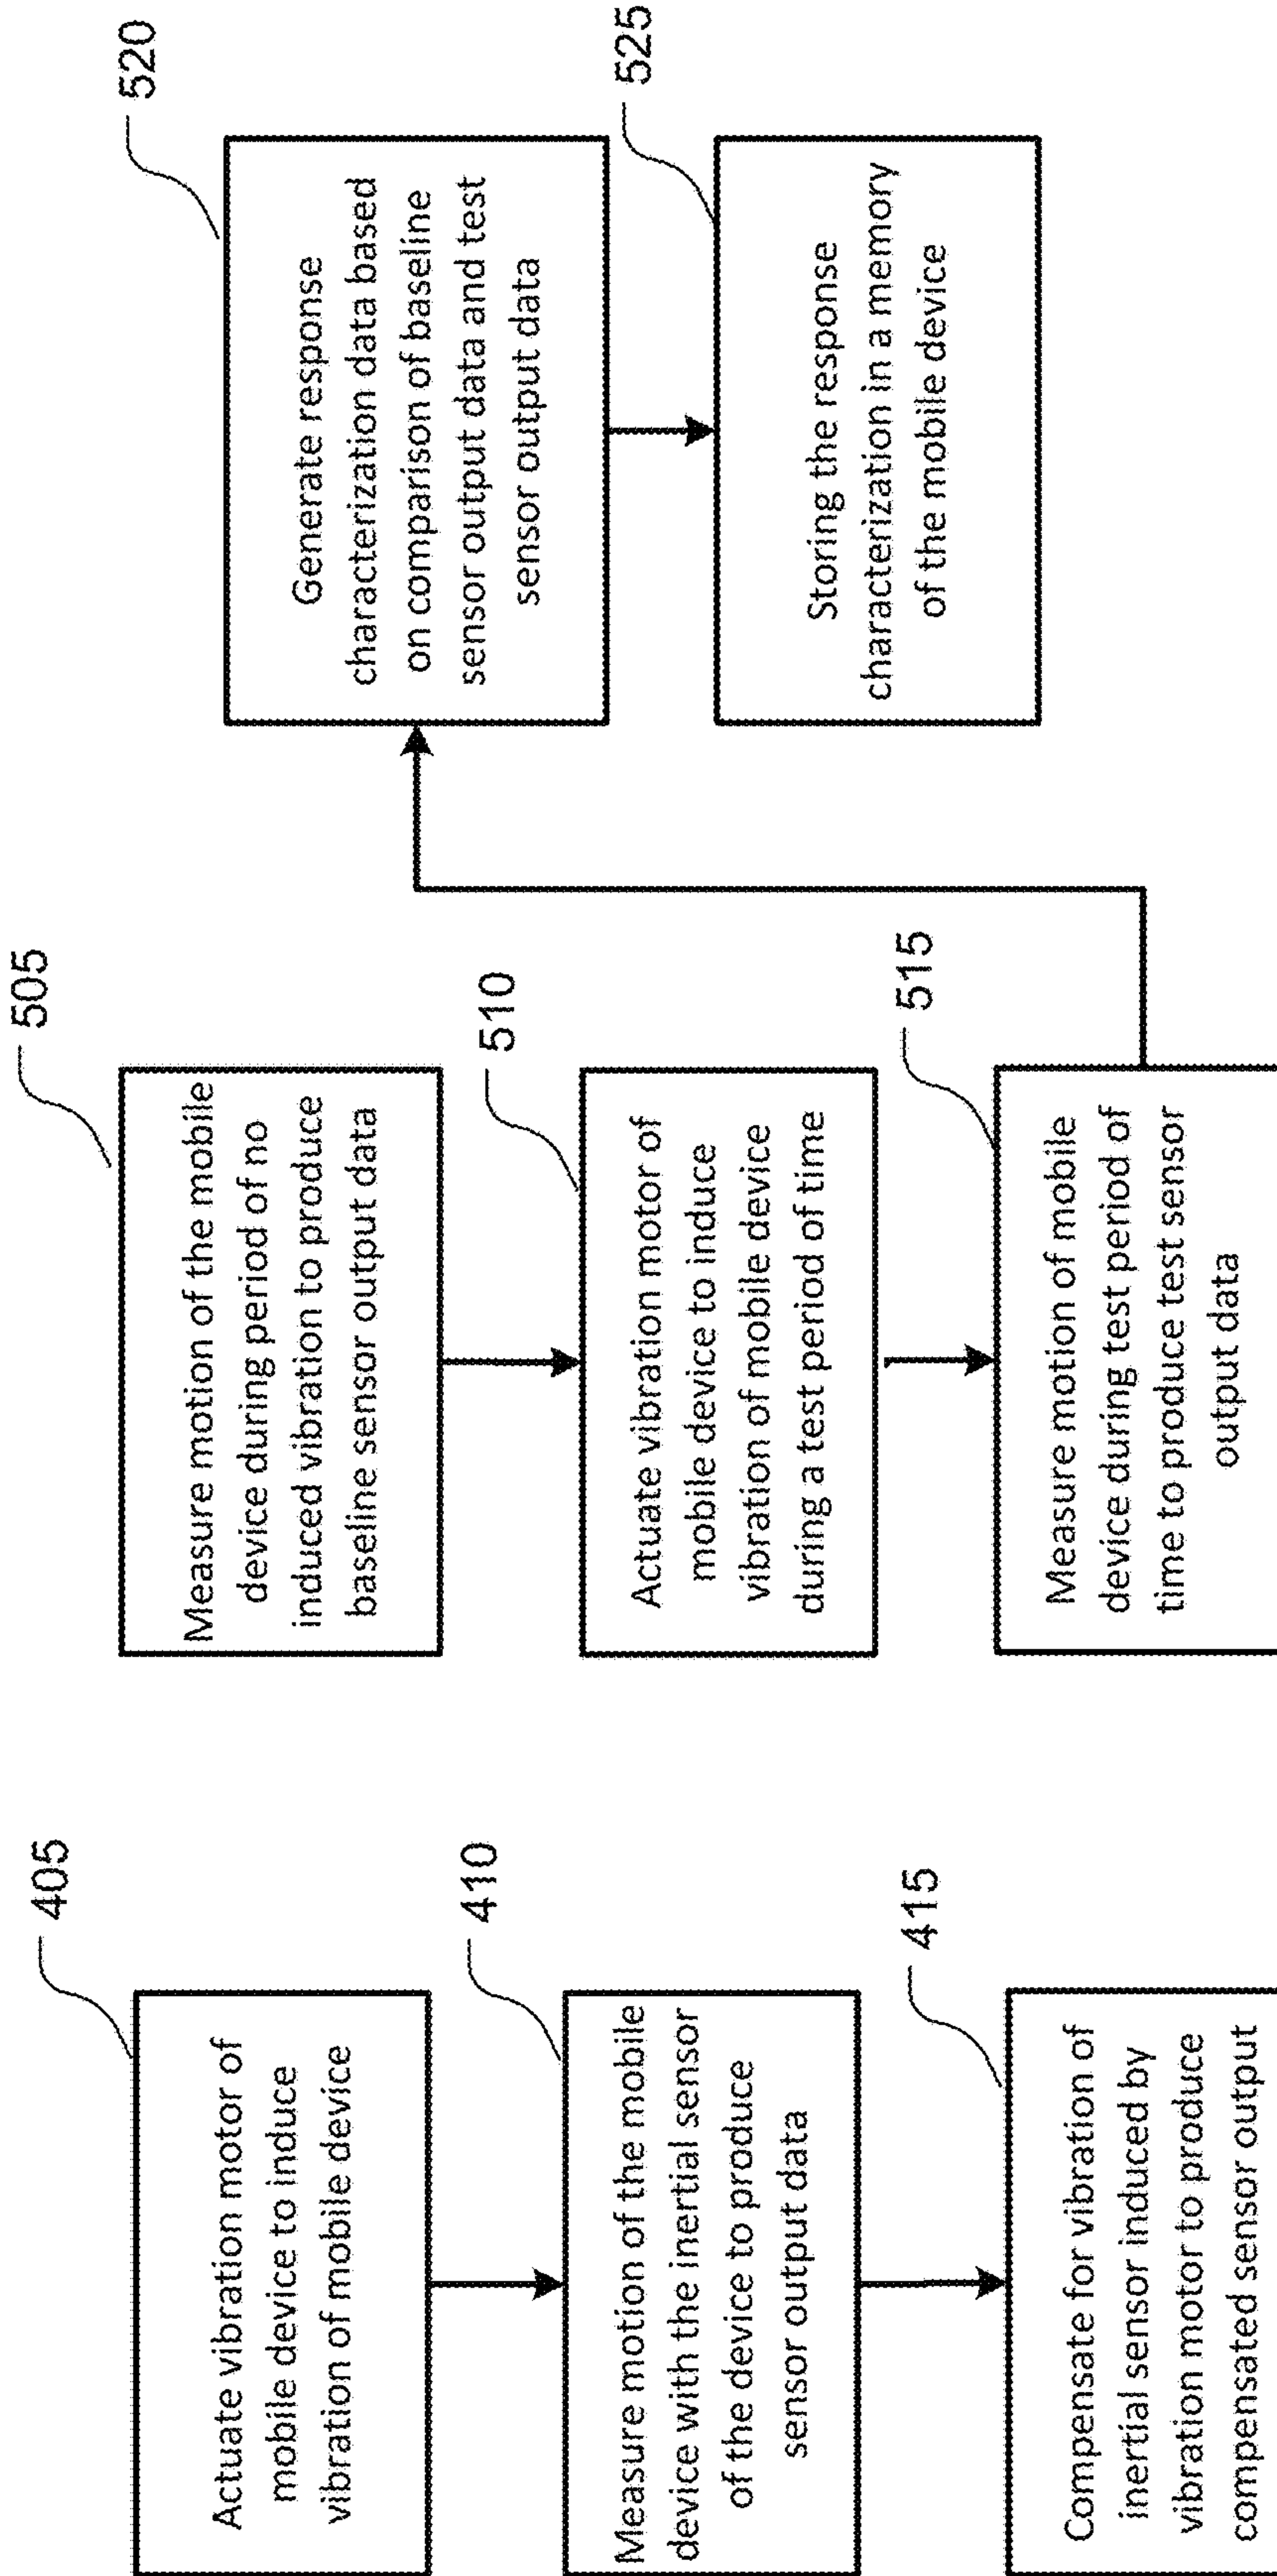 405
Actuate vibration motor of
mobile device to induce
vibration of mobile device
410
Measure motion of the mobile
device with the inertial sensor
of the device to produce
sensor output data
415
Compensate for vibration of
inertial sensor induced by
vibration motor to produce
compensated sensor output
505
Measure motion of the mobile
device during period of no
induced vibration to produce
baseline sensor output data
510
Actuate vibration motor of
mobile device to induce
vibration of mobile device
during a test period of time
515
Measure motion of mobile
device during test period of
time to produce test sensor
output data
520
Generate response
characterization data based
on comparison of baseline
sensor output data and test
sensor output data
525
Storing the response
characterization in a memory
of the mobile device